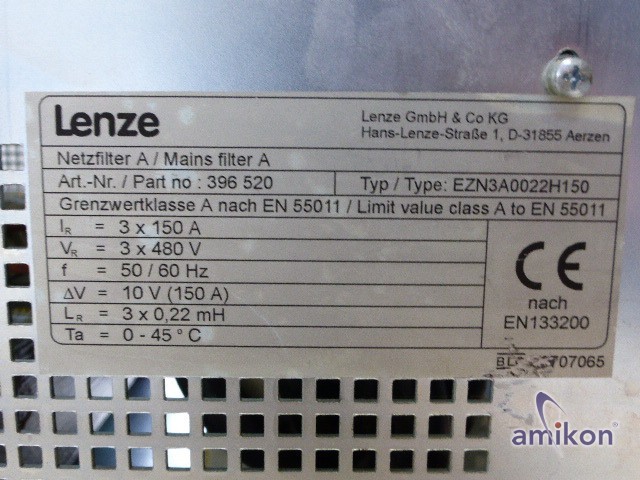 Lenze
Lenze GmbH & Co KG
Hans-Lenze-Straße 1, D-31855 Aerzen
Netzfilter A / Mains filter A
Art.-Nr. / Part no : 396 520
Typ / Type: EZN3A0022H150
Grenzwertklasse A nach EN 55011 / Limit value class A to EN 55011
IR = 3 x 150 A
VR = 3 x 480 V
f = 50 / 60 Hz
ΔV = 10 V (150 A)
LR = 3 x 0,22 mH
Ta = 0 - 45 ° C
CE
nach
EN133200
707065
amikon